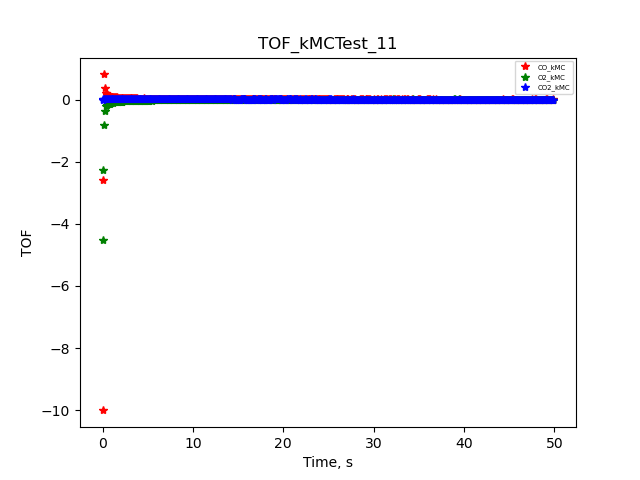 TOF_kMCTest_11
CO_kMC
O2_kMC
CO2_kMC
0
−2
−4
−6
−8
−10
TOF
0 10 20 30 40 50
Time, s